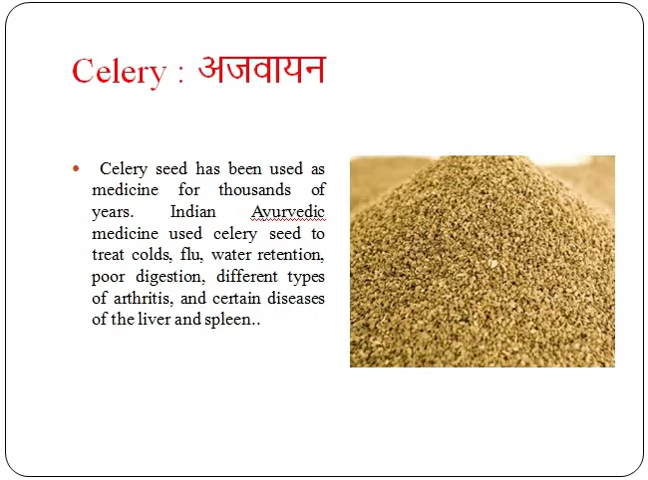 Celery : अजवायन
Celery seed has been used as
medicine for thousands of
years. Indian Ayurvedic
medicine used celery seed to
treat colds, flu, water retention,
poor digestion, different types
of arthritis, and certain diseases
of the liver and spleen..